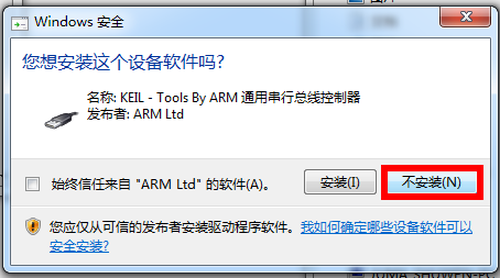 Windows 安全
您想安装这个设备软件吗?
名称: KEIL - Tools By ARM 通用串行总线控制器
发布者: ARM Ltd
始终信任来自 "ARM Ltd" 的软件(A)。
安装(I)
不安装(N)
您应仅从可信的发布者安装驱动程序软件。我如何确定哪些设备软件可以
安全安装?